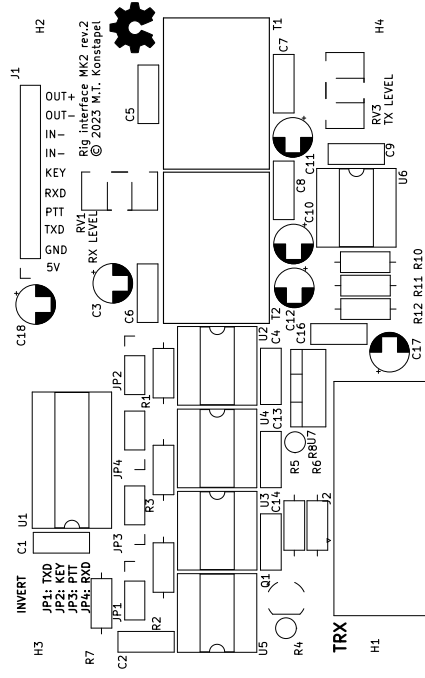 H2
H4
J1
OUT+
OUT-
IN-
IN-
KEY
RXD
PTT
TXD
GND
5V
Rig interface MK2 rev.2
© 2023 M.T. Konstapel
C5
T1
C7
RV3
TX LEVEL
C9
C11
C8
U6
RV1
RX LEVEL
C10
C3
C6
C18
T2
C12
R10
R11
R12
C16
C17
U2
C4
JP2
R1
U4
C13
JP4
R5
R6
R8
U7
U1
C1
JP3
R3
U3
C14
J2
INVERT
JP1: TXD
JP2: KEY
JP3: PTT
JP4: RXD
JP1
R2
Q1
R7
C2
U5
R4
H3
TRX
H1